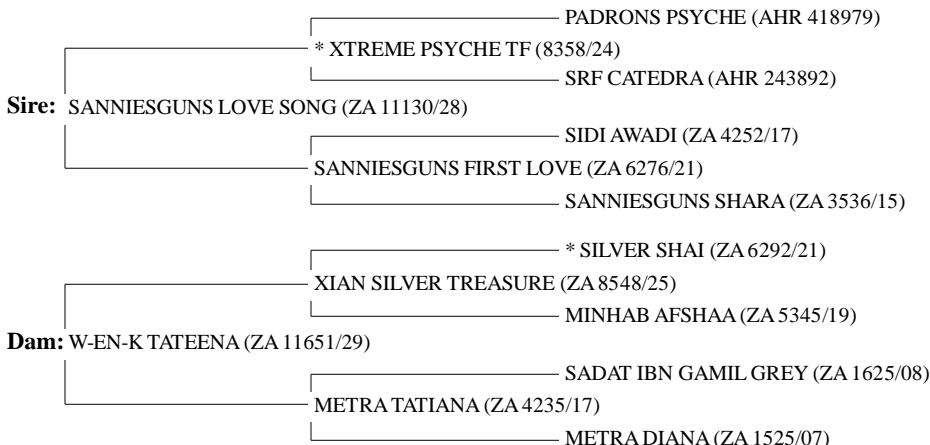 PADRONS PSYCHE (AHR 418979)
* XTREME PSYCHE TF (8358/24)
SRF CATEDRA (AHR 243892)
Sire: SANNIESGUNS LOVE SONG (ZA 11130/28)
SIDI AWADI (ZA 4252/17)
SANNIESGUNS FIRST LOVE (ZA 6276/21)
SANNIESGUNS SHARA (ZA 3536/15)
* SILVER SHAI (ZA 6292/21)
XIAN SILVER TREASURE (ZA 8548/25)
MINHAB AFSHAA (ZA 5345/19)
Dam: W-EN-K TATEENA (ZA 11651/29)
SADAT IBN GAMIL GREY (ZA 1625/08)
METRA TATIANA (ZA 4235/17)
METRA DIANA (ZA 1525/07)